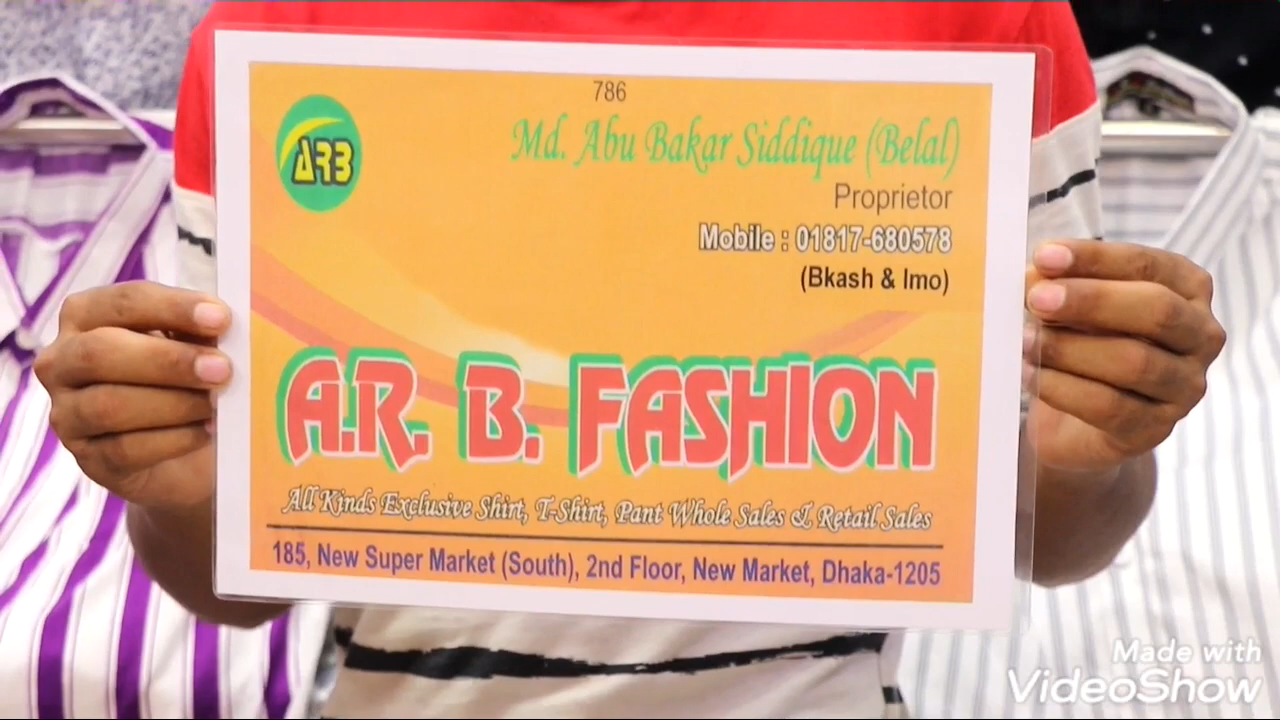 786
ARB
Md. Abu Bakar Siddique (Belal)
Proprietor
Mobile : 01817-680578
(Bkash & Imo)
A.R. B. FASHION
All Kinds Exclusive Shirt, T-Shirt, Pant Whole Sales & Retail Sales
185, New Super Market (South), 2nd Floor, New Market, Dhaka-1205
Made with
VideoShow